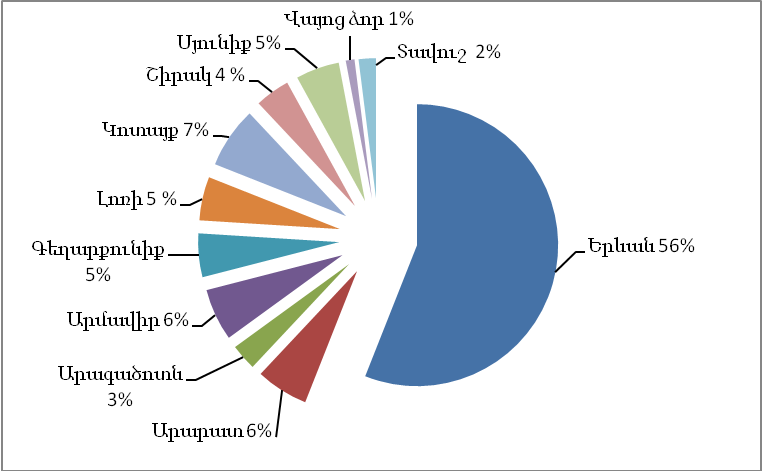 Վայոց ձոր 1%
Սյունիք 5%
Տավուշ 2%
Շիրակ 4 %
Կոտայք 7%
Լոռի 5 %
Գեղարքունիք
5%
Երևան 56%
Արմավիր 6%
Արագածոտն
3%
Արարատ 6%